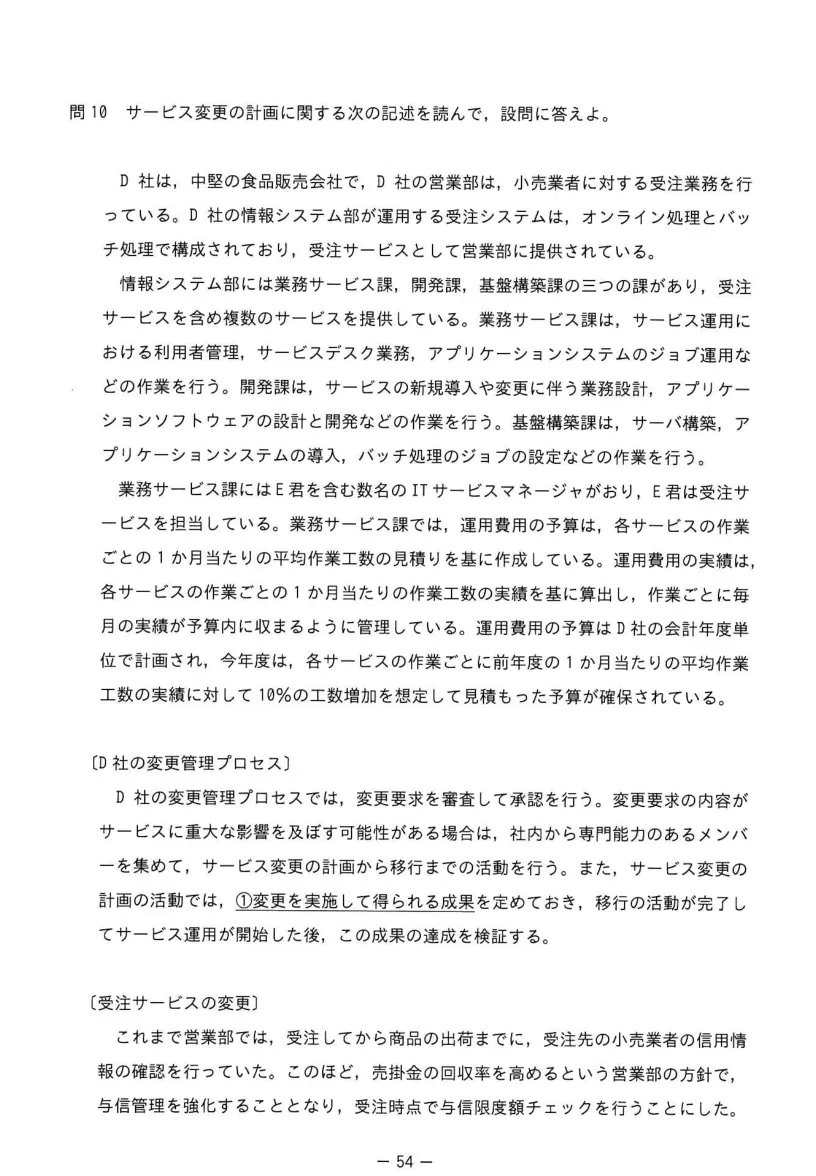 問10 サービス変更の計画に関する次の記述を読んで，設問に答えよ。
D 社は，中堅の食品販売会社で，D 社の営業部は，小売業者に対する受注業務を行
っている。D 社の情報システム部が運用する受注システムは，オンライン処理とバッ
チ処理で構成されており，受注サービスとして営業部に提供されている。
情報システム部には業務サービス課，開発課，基盤構築課の三つの課があり，受注
サービスを含め複数のサービスを提供している。業務サービス課は，サービス運用に
おける利用者管理，サービスデスク業務，アプリケーションシステムのジョブ運用な
どの作業を行う。開発課は，サービスの新規導入や変更に伴う業務設計，アプリケー
ションソフトウェアの設計と開発などの作業を行う。基盤構築課は，サーバ構築，ア
プリケーションシステムの導入，バッチ処理のジョブの設定などの作業を行う。
業務サービス課にはE君を含む数名のITサービスマネージャがおり，E君は受注サ
ービスを担当している。業務サービス課では，運用費用の予算は，各サービスの作業
ごとの1か月当たりの平均作業工数の見積りを基に作成している。運用費用の実績は，
各サービスの作業ごとの1か月当たりの作業工数の実績を基に算出し，作業ごとに毎
月の実績が予算内に収まるように管理している。運用費用の予算はD社の会計年度単
位で計画され，今年度は，各サービスの作業ごとに前年度の1か月当たりの平均作業
工数の実績に対して10％の工数増加を想定して見積もった予算が確保されている。
〔D社の変更管理プロセス〕
D 社の変更管理プロセスでは，変更要求を審査して承認を行う。変更要求の内容が
サービスに重大な影響を及ぼす可能性がある場合は，社内から専門能力のあるメンバ
ーを集めて，サービス変更の計画から移行までの活動を行う。また，サービス変更の
計画の活動では，①変更を実施して得られる成果を定めておき，移行の活動が完了し
てサービス運用が開始した後，この成果の達成を検証する。
〔受注サービスの変更〕
これまで営業部では，受注してから商品の出荷までに，受注先の小売業者の信用情
報の確認を行っていた。このほど，売掛金の回収率を高めるという営業部の方針で，
与信管理を強化することとなり，受注時点で与信限度額チェックを行うことにした。
－ 54 －